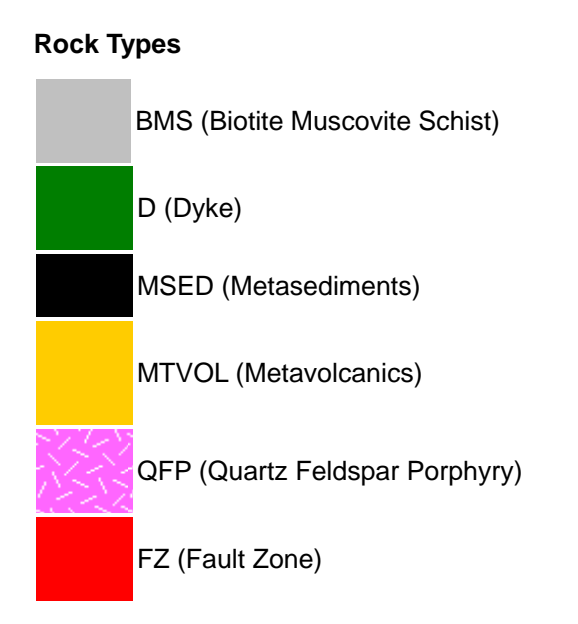 Rock Types
BMS (Biotite Muscovite Schist)
D (Dyke)
MSED (Metasediments)
MTVOL (Metavolcanics)
QFP (Quartz Feldspar Porphyry)
FZ (Fault Zone)